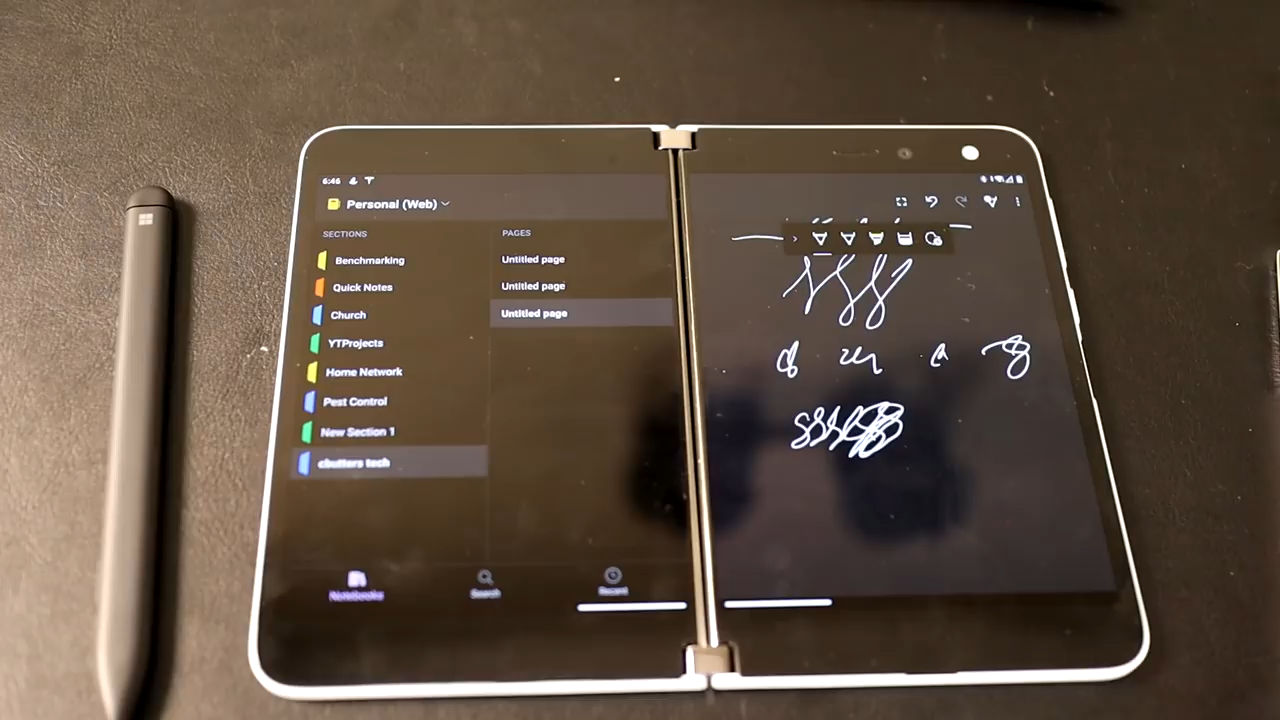 6:46
Personal (Web)
SECTIONS
Benchmarking
Quick Notes
Church
YTProjects
Home Network
Pest Control
New Section 1
cbutters tech
PAGES
Untitled page
Untitled page
Untitled page
Notebooks
Search
Recent